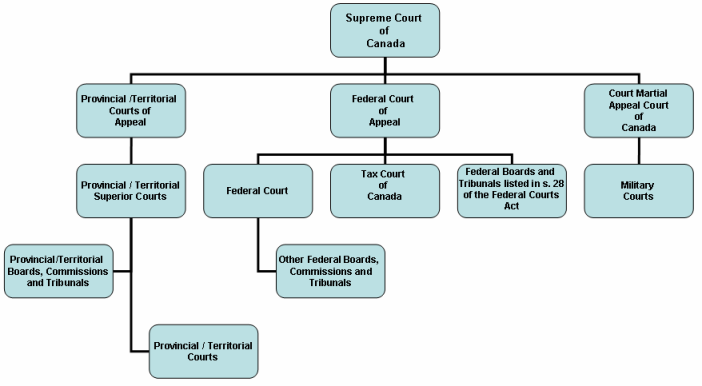 Supreme Court
of
Canada
Provincial /Territorial
Courts of
Appeal
Federal Court
of
Appeal
Court Martial
Appeal Court
of
Canada
Provincial / Territorial
Superior Courts
Federal Court
Tax Court
of
Canada
Federal Boards and
Tribunals listed in s. 28
of the Federal Courts
Act
Military
Courts
Provincial/Territorial
Boards, Commissions
and Tribunals
Other Federal Boards,
Commissions and
Tribunals
Provincial / Territorial
Courts